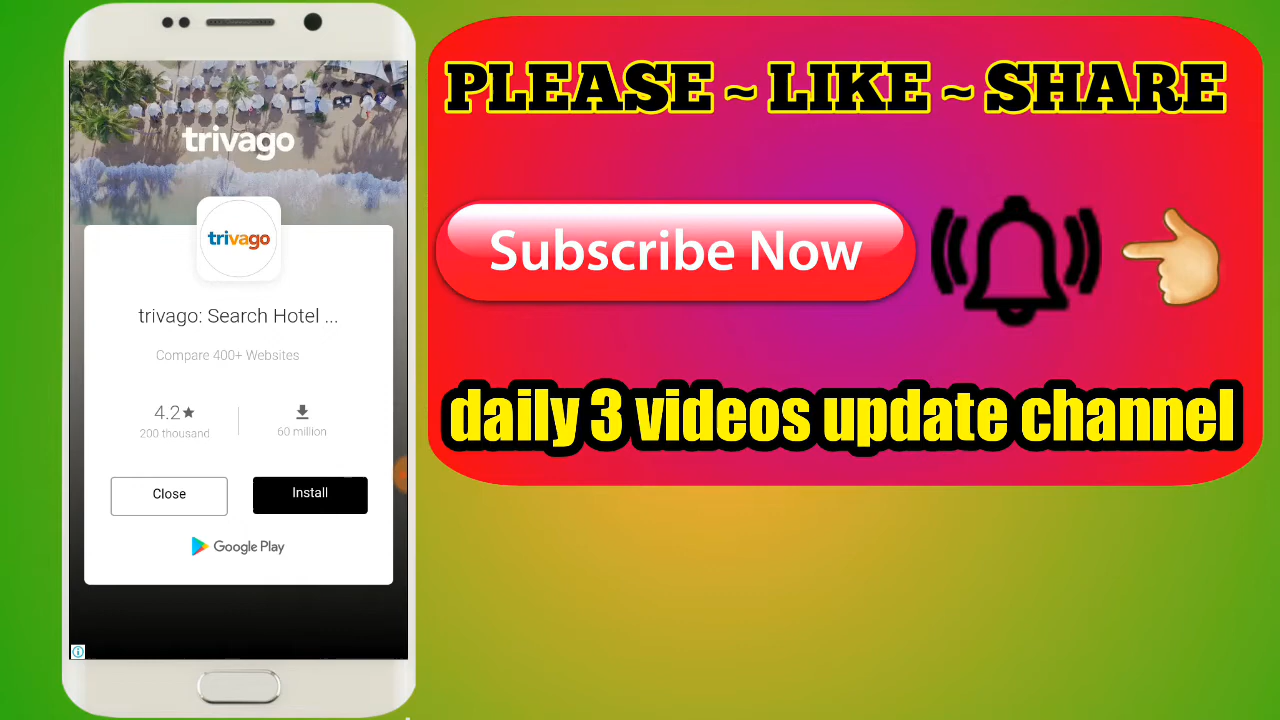 trivago
trivago
trivago: Search Hotel ...
Compare 400+ Websites
4.2★
200 thousand
60 million
Close
Install
Google Play
PLEASE ~ LIKE ~ SHARE
Subscribe Now
daily 3 videos update channel